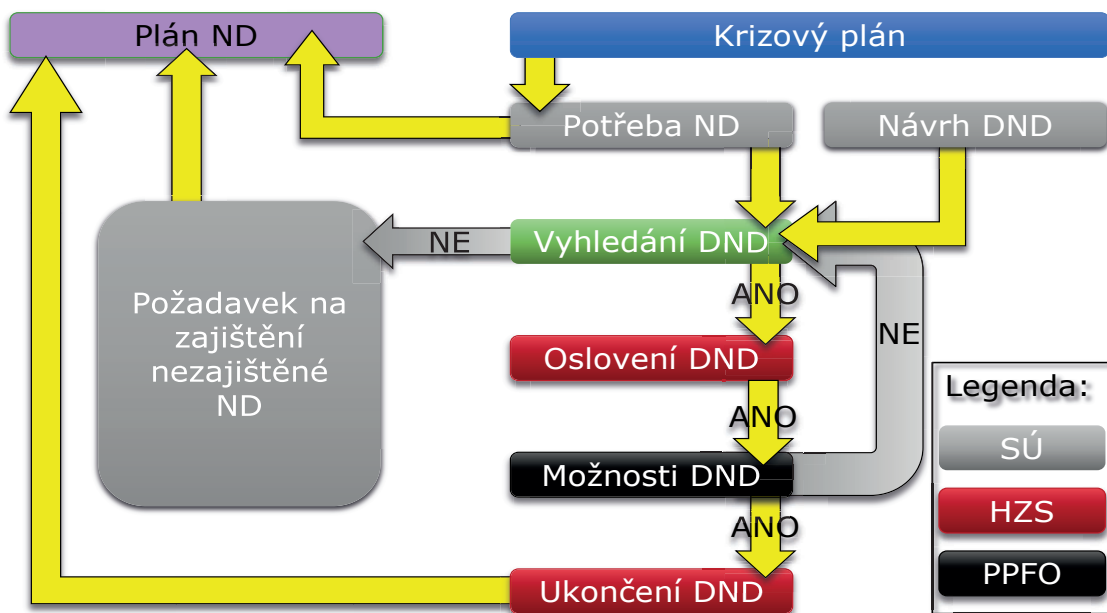 Plán ND
Krizový plán
Potřeba ND
Návrh DND
NE
Vyhledání DND
ANO
Požadavek na
zajištění
nezajištěné
ND
NE
Oslovení DND
Legenda:
ANO
SÚ
Možnosti DND
HZS
ANO
PPFO
Ukončení DND